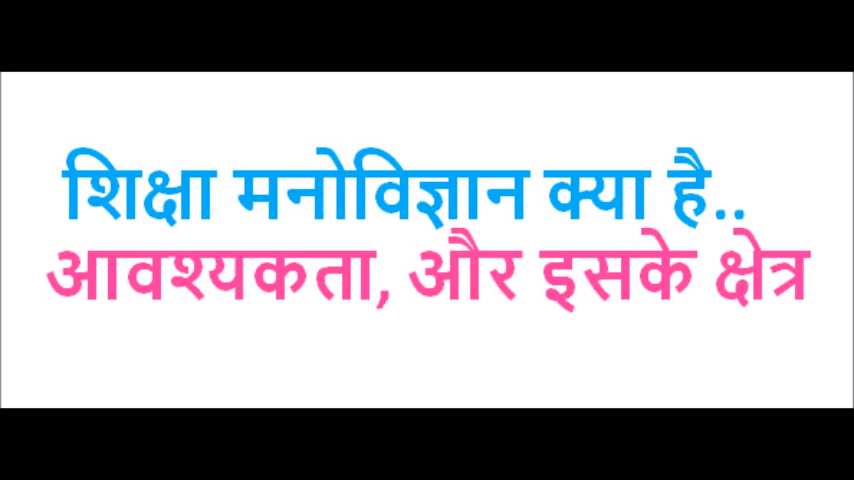 शिक्षा मनोविज्ञान क्या है..
आवश्यकता, और इसके क्षेत्र